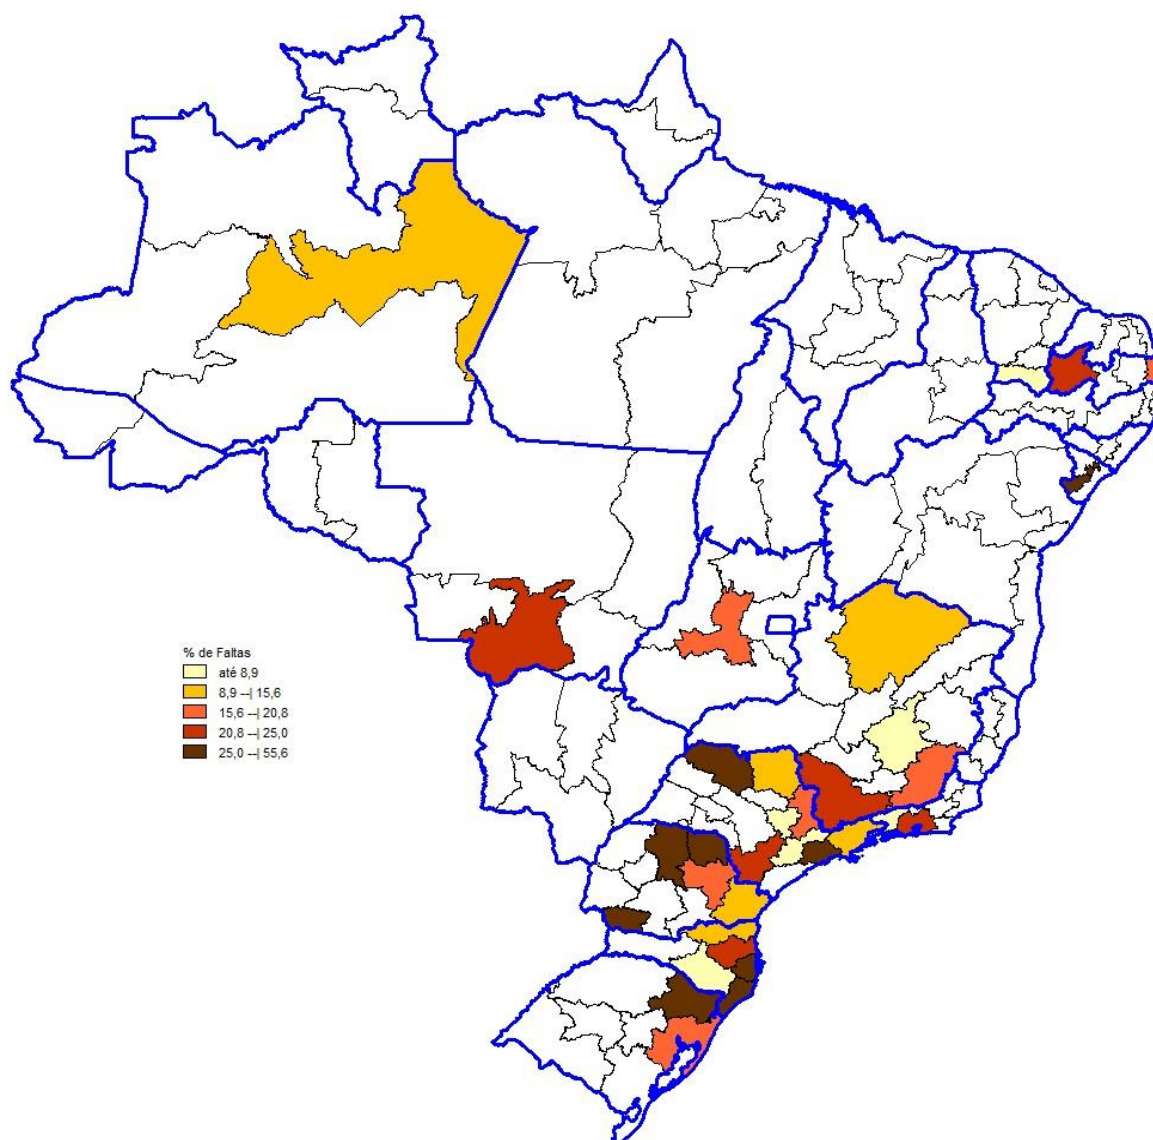 % de Faltas
até 8,9
8,9 --| 15,6
15,6 --| 20,8
20,8 --| 25,0
25,0 --| 55,6